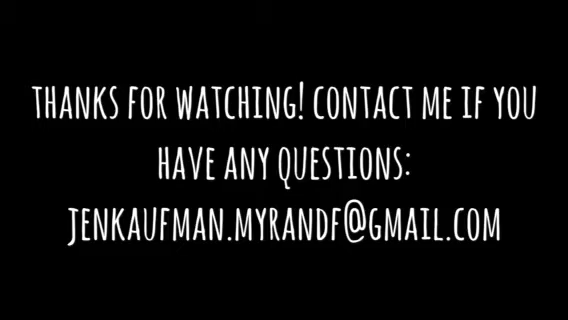 THANKS FOR WATCHING! CONTACT ME IF YOU
HAVE ANY QUESTIONS:
JENKAUFMAN.MYRANDF@GMAIL.COM